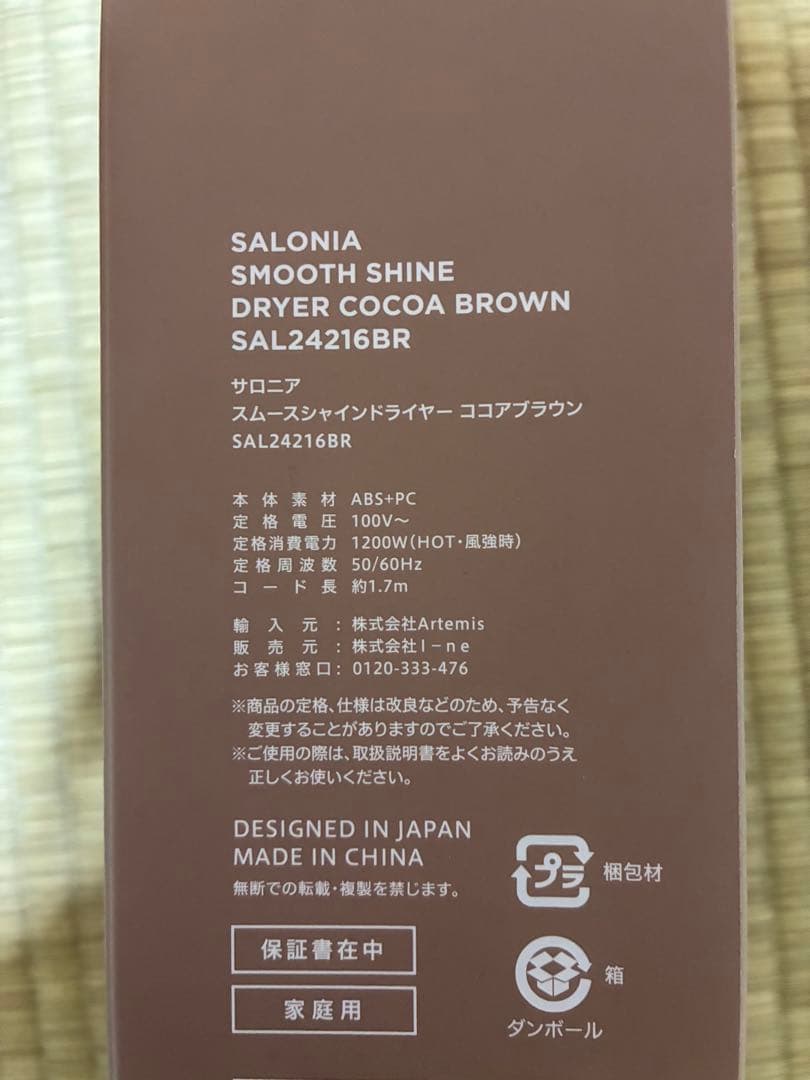 SALONIA
SMOOTH SHINE
DRYER COCOA BROWN
SAL24216BR
サロニア
スムースシャインドライヤー ココアブラウン
SAL24216BR
本体素材 ABS+PC
定格電圧 100V～
定格消費電力 1200W(HOT・風強時)
定格周波数 50/60Hz
コード長 約1.7m
輸入元：株式会社Artemis
販売元：株式会社I－ne
お客様窓口：0120-333-476
※商品の定格、仕様は改良などのため、予告なく
変更することがありますのでご了承ください。
※ご使用の際は、取扱説明書をよくお読みのうえ
正しくお使いください。
DESIGNED IN JAPAN
MADE IN CHINA
無断での転載・複製を禁じます。
プラ 梱包材
保証書在中
箱
家庭用
ダンボール